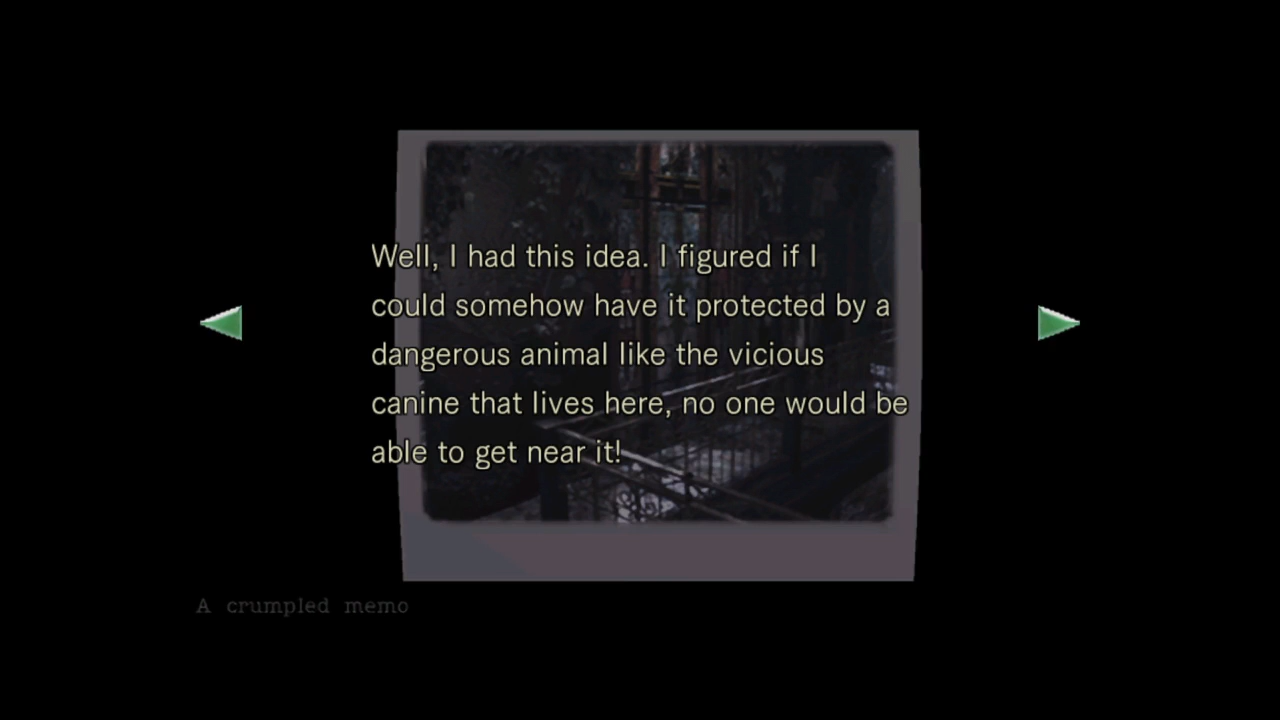 Well, I had this idea. I figured if I
could somehow have it protected by a
dangerous animal like the vicious
canine that lives here, no one would be
able to get near it!
A crumpled memo